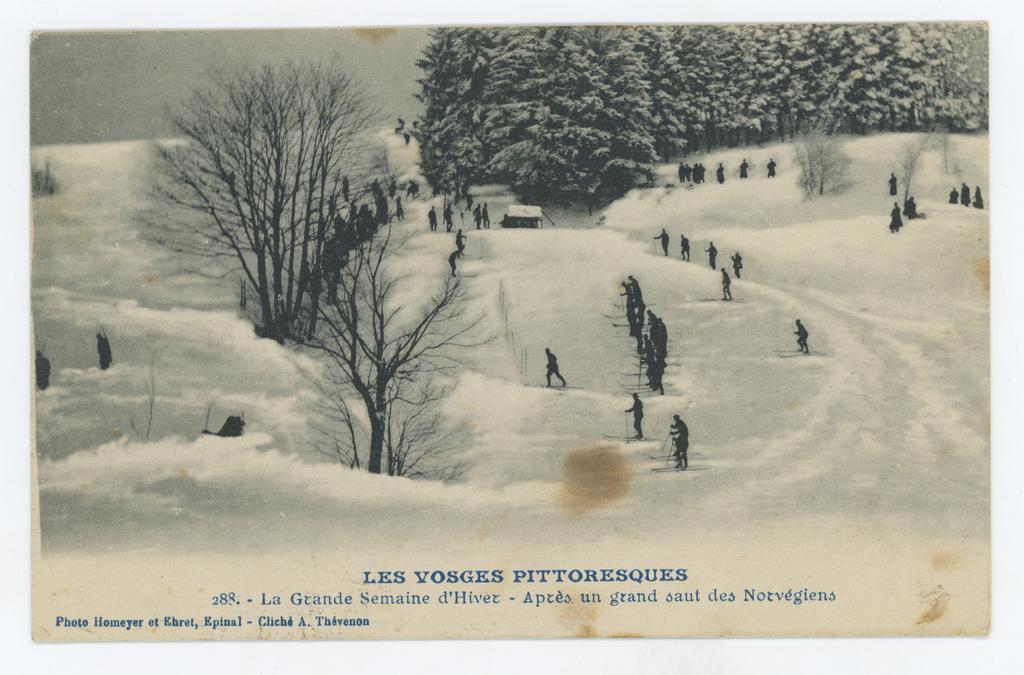 LES VOSGES PITTORESQUES
288. - La Grande Semaine d'Hiver - Après un grand saut des Norvégiens
Photo Homeyer et Ehret, Epinal - Cliché A. Thévenon